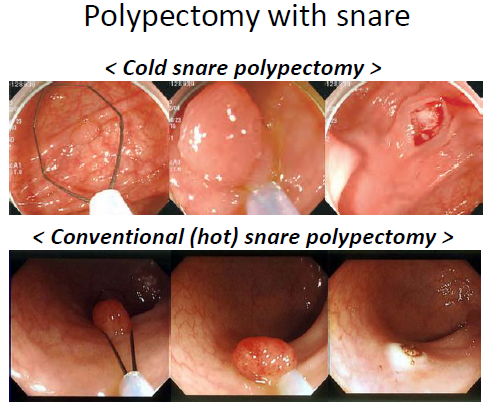 Polypectomy with snare
< Cold snare polypectomy >
< Conventional (hot) snare polypectomy >